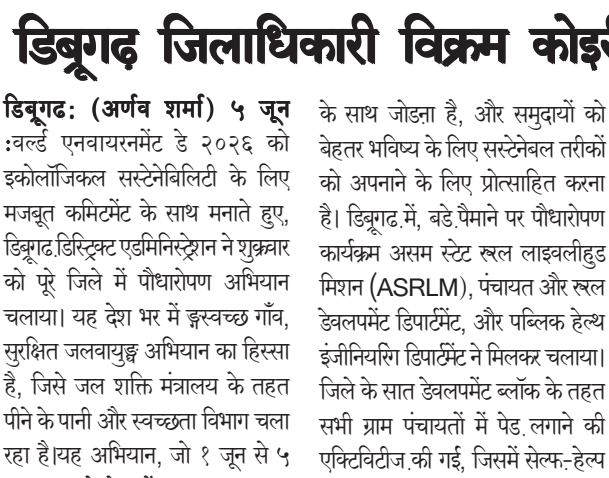 डिब्रूगढ़ जिलाधिकारी विक्रम
डिब्रूगढ: (अर्णव शर्मा) ५ जून
:वर्ल्ड एनवायरनमेंट डे २०२६ को
इकोलॉजिकल सस्टेनेबिलिटी के लिए
मजबूत कमिटमेंट के साथ मनाते हुए,
डिब्रूगढ.डिस्ट्रिक्ट एडमिनिस्ट्रेशन ने शुक्रवार
को पूरे जिले में पौधारोपण अभियान
चलाया। यह देश भर में ङ्गस्वच्छ गाँव,
सुरक्षित जलवायुङ्घ अभियान का हिस्सा
है, जिसे जल शक्ति मंत्रालय के तहत
पीने के पानी और स्वच्छता विभाग चला
रहा है।यह अभियान, जो १ जून से ५
के साथ जोडऩा है, और समुदायों को
बेहतर भविष्य के लिए सस्टेनेबल तरीकों
को अपनाने के लिए प्रोत्साहित करना
है। डिब्रूगढ.में, बडे.पैमाने पर पौधारोपण
कार्यक्रम असम स्टेट रूरल लाइवलीहुड
मिशन (ASRLM), पंचायत और रूरल
डेवलपमेंट डिपार्टमेंट, और पब्लिक हेल्थ
इंजीनियरिंग डिपार्टमेंट ने मिलकर चलाया।
जिले के सात डेवलपमेंट ब्लॉक के तहत
सभी ग्राम पंचायतों में पेड.लगाने की
एक्टिविटीज.की गई, जिसमें सेल्फ-हेल्प